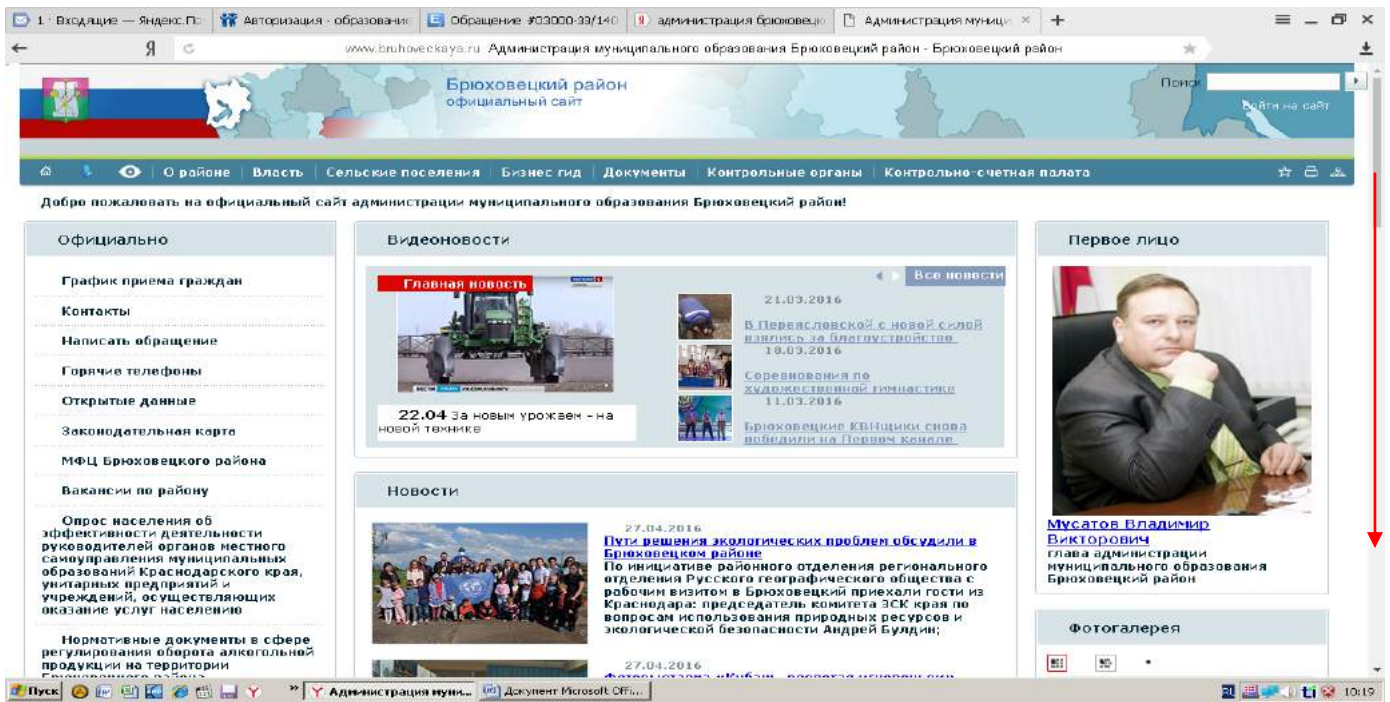 1 · Входящие — Яндекс.По
Авторизация - образование
Обращение #03000-33/140
администрация брюховецк
Администрация муници
Я
www.bruhoveckaya.ru Администрация муниципального образования Брюховецкий район - Брюховецкий район
Брюховецкий район
официальный сайт
Поиск
Войти на сайт
О районе
Власть
Сельские поселения
Бизнес гид
Документы
Контрольные органы
Контрольно-счетная палата
Добро пожаловать на официальный сайт администрации муниципального образования Брюховецкий район!
Официально
График приема граждан
Контакты
Написать обращение
Горячие телефоны
Открытые данные
Законодательная карта
МФЦ Брюховецкого района
Вакансии по району
Опрос населения об
эффективности деятельности
руководителей органов местного
самоуправления муниципальных
образований Краснодарского края,
унитарных предприятий и
учреждений, осуществляющих
оказание услуг населению
Нормативные документы в сфере
регулирования оборота алкогольной
продукции на территории
Видеоновости
Главная новость
22.04 За новым урожаем - на
новой технике
Все новости
21.03.2016
В Переясловской с новой силой
взялись за благоустройство
18.03.2016
Соревнования по
художественной гимнастике
11.03.2016
Брюховецкие КВНщики снова
победили на Первом канале
Новости
27.04.2016
Пути решения экологических проблем обсудили в
Брюховецком районе
По инициативе районного отделения регионального
отделения Русского географического общества с
рабочим визитом в Брюховецкий приехали гости из
Краснодара: председатель комитета ЗСК края по
вопросам использования природных ресурсов и
экологической безопасности Андрей Булдин;
27.04.2016
Первое лицо
Мусатов Владимир
Викторович
глава администрации
муниципального образования
Брюховецкий район
Фотогалерея
Пуск
Администрация муни...
Документ Microsoft Offi...
10:19